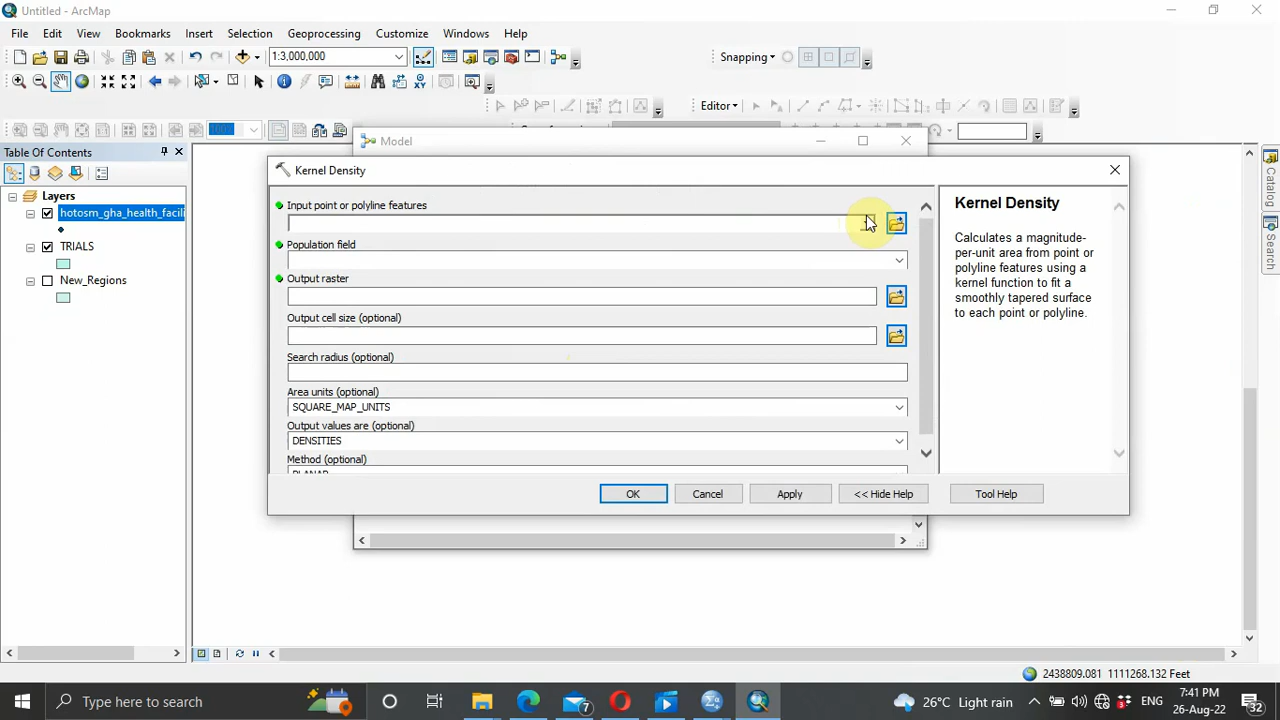 Untitled - ArcMap
File Edit View Bookmarks Insert Selection Geoprocessing Customize Windows Help
1:3,000,000
Snapping
Editor
100%
Table Of Contents
Layers
hotosm_gha_health_facili
TRIALS
New_Regions
Model
Kernel Density
Input point or polyline features
Population field
Output raster
Output cell size (optional)
Search radius (optional)
Area units (optional)
SQUARE_MAP_UNITS
Output values are (optional)
DENSITIES
Method (optional)
PLANAR
OK Cancel Apply << Hide Help Tool Help
Kernel Density
Calculates a magnitude-
per-unit area from point or
polyline features using a
kernel function to fit a
smoothly tapered surface
to each point or polyline.
Catalog
Search
2438809.081 1111268.132 Feet
Type here to search
7
26°C Light rain
ENG
7:41 PM
26-Aug-22
32